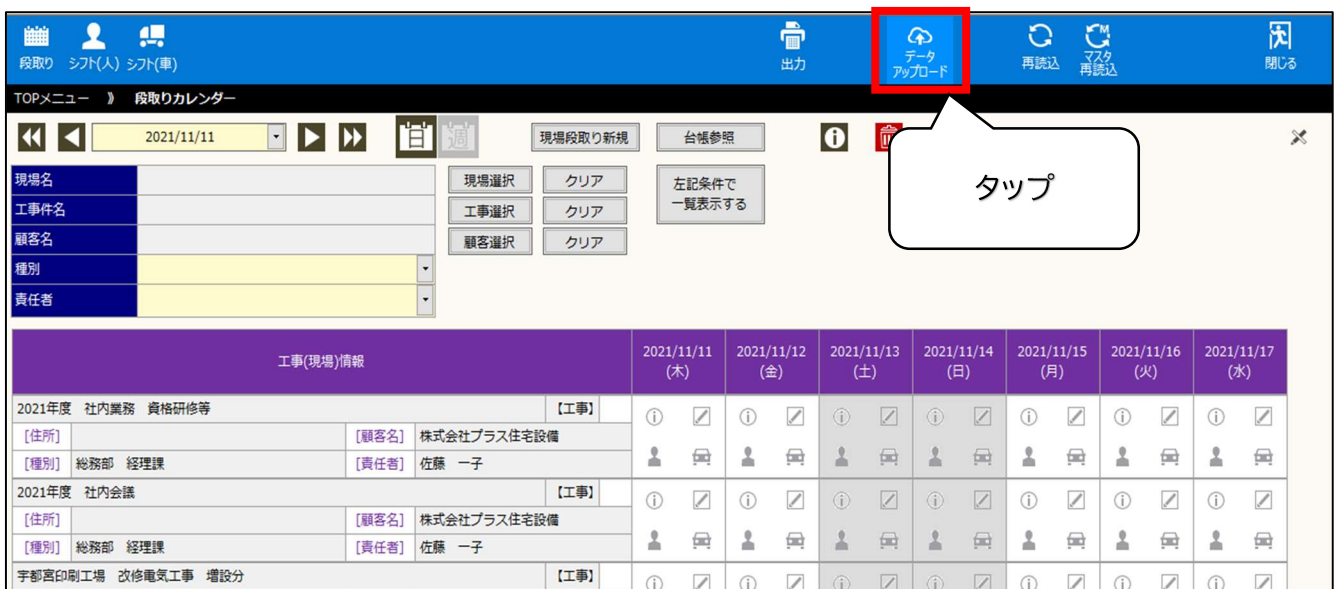 段取り シフト(人) シフト(車) 出力 データ アップロード 再読込 マスタ 再読込 閉じる
TOPメニュー 》 段取りカレンダー
2021/11/11 日 週 現場段取り新規 台帳参照
タップ
現場名 現場選択 クリア 左記条件で 一覧表示する
工事件名 工事選択 クリア
顧客名 顧客選択 クリア
種別
責任者
工事(現場)情報 2021/11/11 (木) 2021/11/12 (金) 2021/11/13 (土) 2021/11/14 (日) 2021/11/15 (月) 2021/11/16 (火) 2021/11/17 (水)
2021年度 社内業務 資格研修等 【工事】
[住所] [顧客名] 株式会社プラス住宅設備
[種別] 総務部 経理課 [責任者] 佐藤 一子
2021年度 社内会議 【工事】
[住所] [顧客名] 株式会社プラス住宅設備
[種別] 総務部 経理課 [責任者] 佐藤 一子
宇都宮印刷工場 改修電気工事 増設分 【工事】